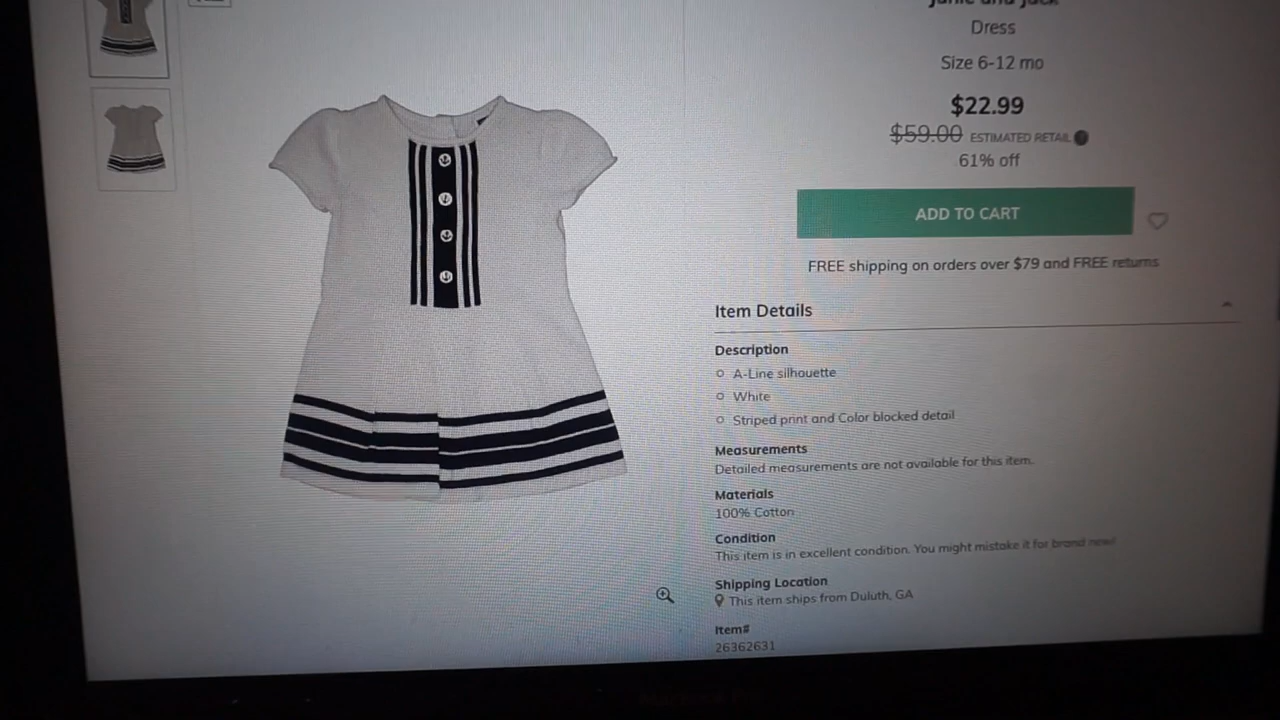 Janie and Jack
Dress
Size 6-12 mo
$22.99
$59.00 ESTIMATED RETAIL
61% off
ADD TO CART
FREE shipping on orders over $79 and FREE returns
Item Details
Description
A-Line silhouette
White
Striped print and Color blocked detail
Measurements
Detailed measurements are not available for this item.
Materials
100% Cotton
Condition
This item is in excellent condition. You might mistake it for brand new!
Shipping Location
This item ships from Duluth, GA
Item#
26362631